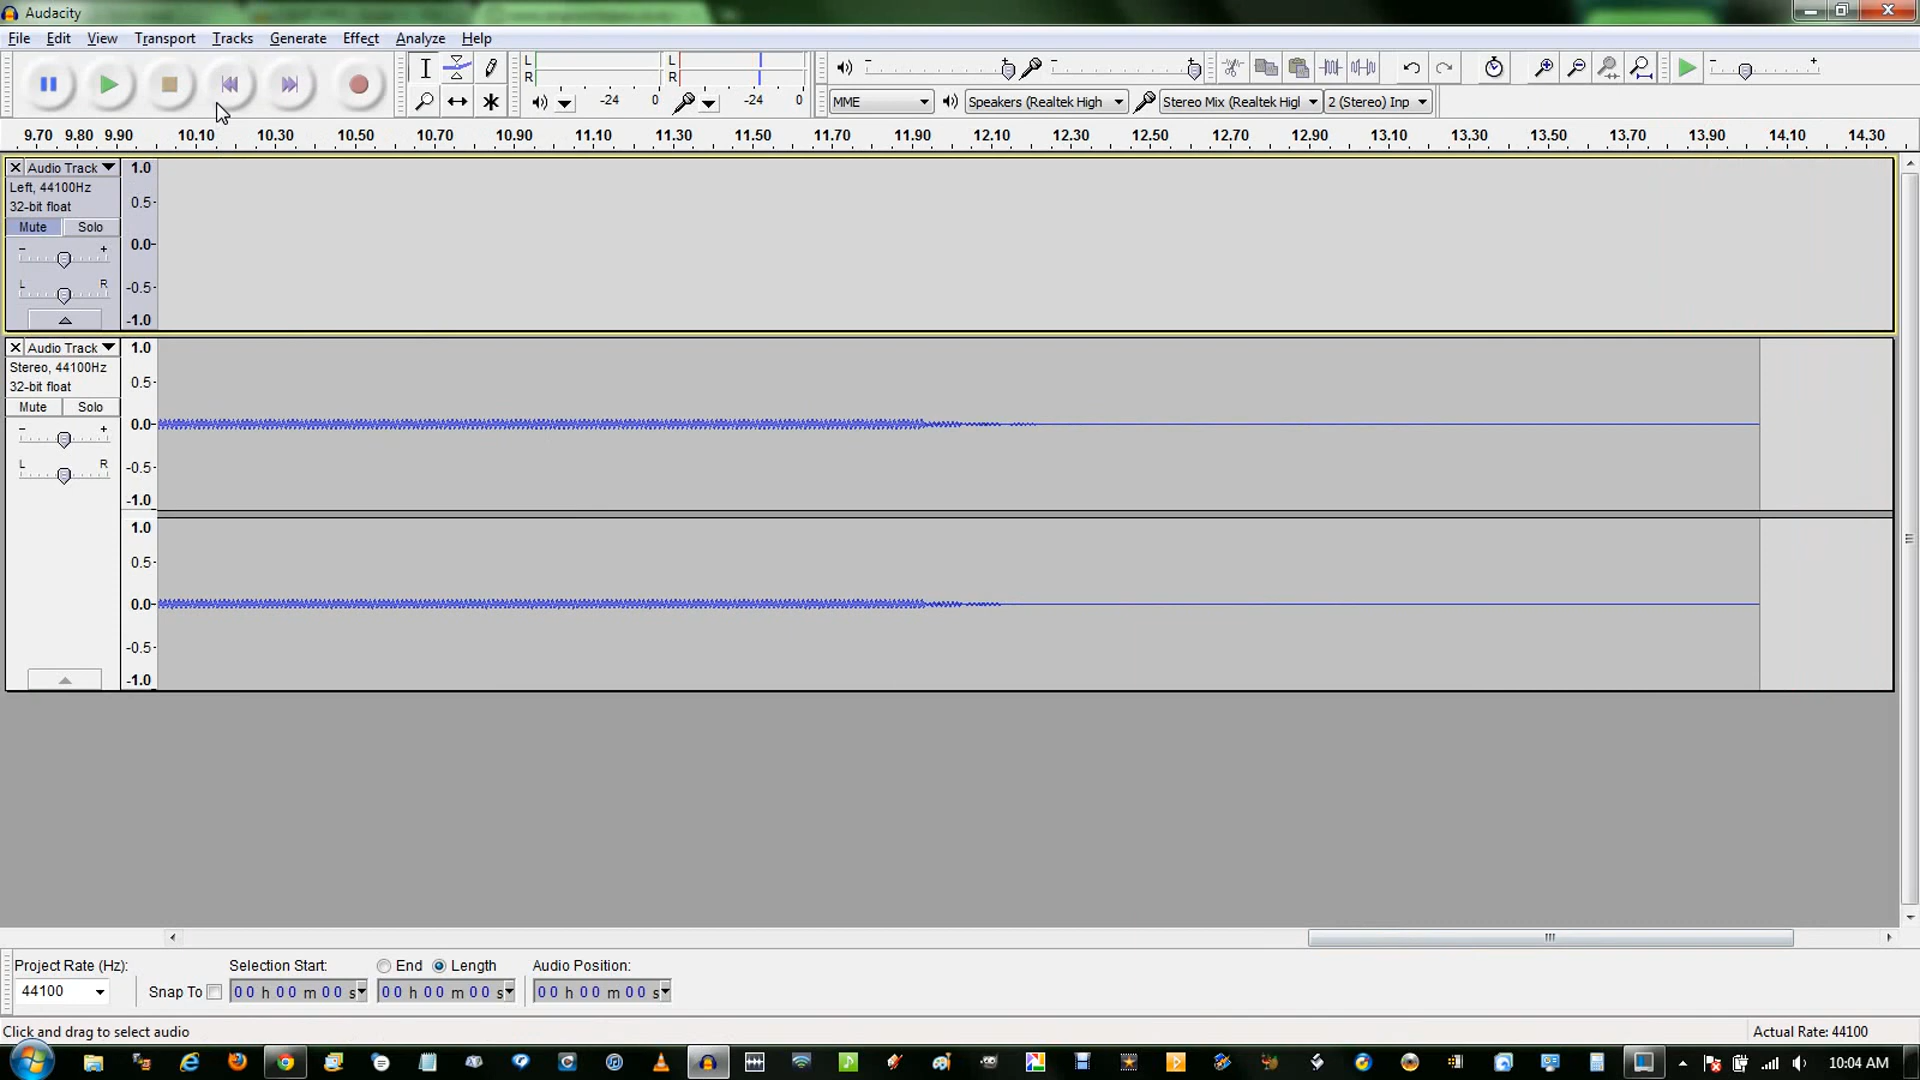 Audacity
File Edit View Transport Tracks Generate Effect Analyze Help
L L
R R
-24 0 -24 0
MME Speakers (Realtek High Stereo Mix (Realtek Higl 2 (Stereo) Inp
9.70 9.80 9.90 10.10 10.30 10.50 10.70 10.90 11.10 11.30 11.50 11.70 11.90 12.10 12.30 12.50 12.70 12.90 13.10 13.30 13.50 13.70 13.90 14.10 14.30
Audio Track 1.0
Left, 44100Hz
32-bit float 0.5
Mute Solo
- + 0.0
L R -0.5
-1.0
Audio Track 1.0
Stereo, 44100Hz
32-bit float 0.5
Mute Solo
- + 0.0
L R -0.5
-1.0
1.0
0.5
0.0
-0.5
-1.0
Project Rate (Hz): Selection Start: End Length Audio Position:
44100 Snap To 00 h 00 m 00 s 00 h 00 m 00 s 00 h 00 m 00 s
Click and drag to select audio Actual Rate: 44100
10:04 AM